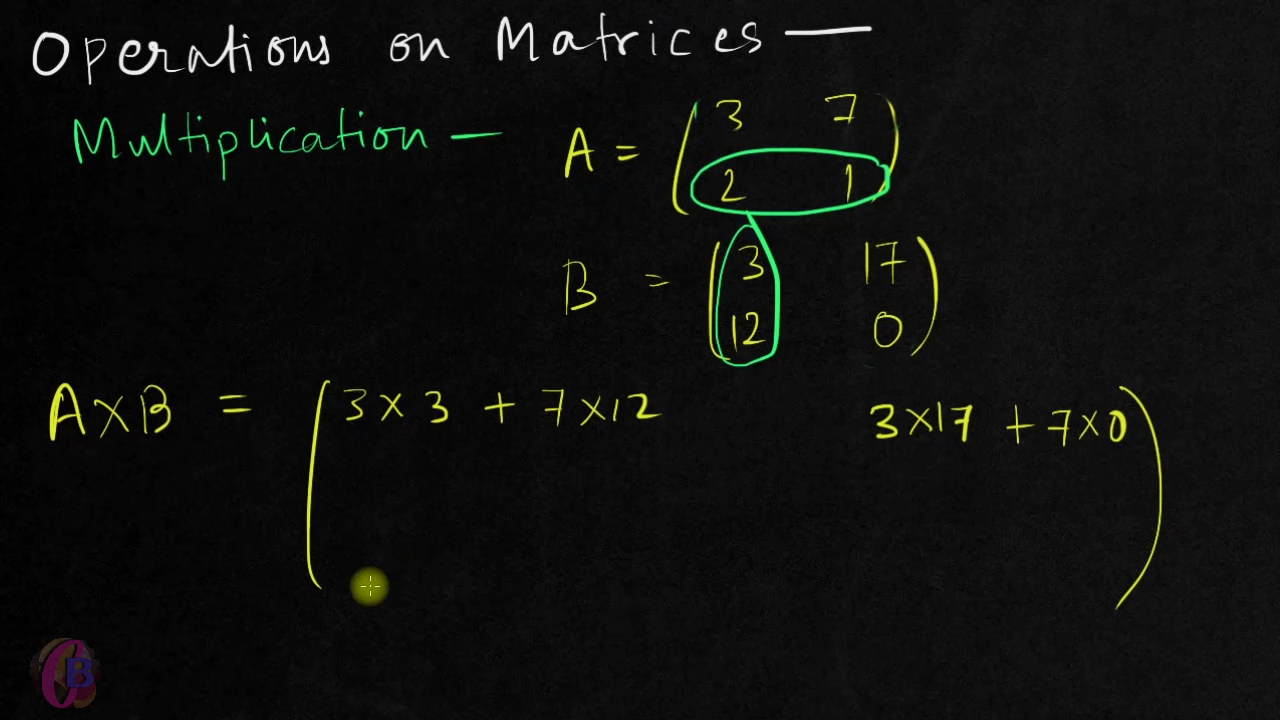 Operations on Matrices —
Multiplication —
A = ( 3 7
2 1 )
B = ( 3 17
12 0 )
A×B = ( 3×3 + 7×12 3×17 + 7×0 )
CB